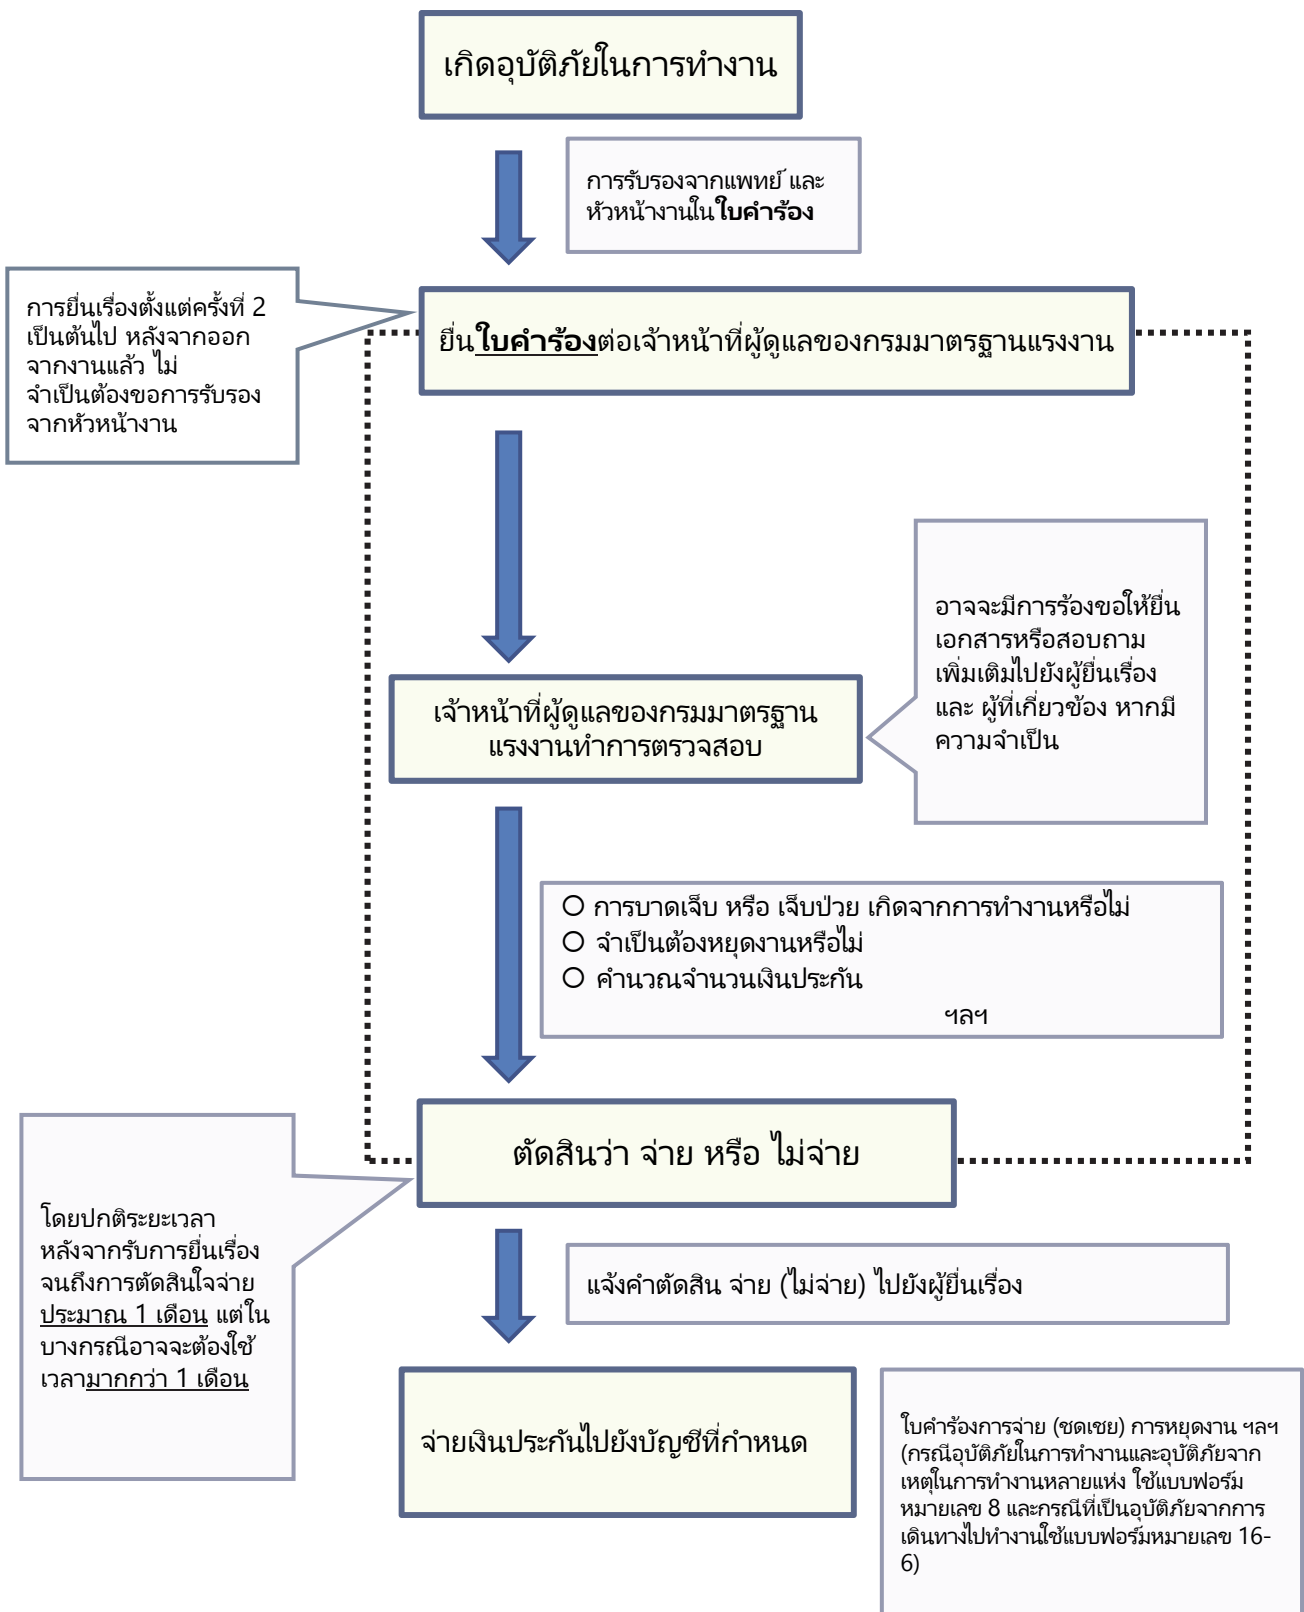 เกิดอุบัติภัยในการทำงาน
การรับรองจากแพทย์ และ
หัวหน้างานในใบคำร้อง
การยื่นเรื่องตั้งแต่ครั้งที่ 2
เป็นต้นไป หลังจากออก
จากงานแล้ว ไม่
จำเป็นต้องขอการรับรอง
จากหัวหน้างาน
ยื่นใบคำร้องต่อเจ้าหน้าที่ผู้ดูแลของกรมมาตรฐานแรงงาน
อาจจะมีการร้องขอให้ยื่น
เอกสารหรือสอบถาม
เพิ่มเติมไปยังผู้ยื่นเรื่อง
และ ผู้ที่เกี่ยวข้อง หากมี
ความจำเป็น
เจ้าหน้าที่ผู้ดูแลของกรมมาตรฐาน
แรงงานทำการตรวจสอบ
○ การบาดเจ็บ หรือ เจ็บป่วย เกิดจากการทำงานหรือไม่
○ จำเป็นต้องหยุดงานหรือไม่
○ คำนวณจำนวนเงินประกัน
ฯลฯ
ตัดสินว่า จ่าย หรือ ไม่จ่าย
โดยปกติระยะเวลา
หลังจากรับการยื่นเรื่อง
จนถึงการตัดสินใจจ่าย
ประมาณ 1 เดือน แต่ใน
บางกรณีอาจจะต้องใช้
เวลามากกว่า 1 เดือน
แจ้งคำตัดสิน จ่าย (ไม่จ่าย) ไปยังผู้ยื่นเรื่อง
จ่ายเงินประกันไปยังบัญชีที่กำหนด
ใบคำร้องการจ่าย (ชดเชย) การหยุดงาน ฯลฯ
(กรณีอุบัติภัยในการทำงานและอุบัติภัยจาก
เหตุในการทำงานหลายแห่ง ใช้แบบฟอร์ม
หมายเลข 8 และกรณีที่เป็นอุบัติภัยจากการ
เดินทางไปทำงานใช้แบบฟอร์มหมายเลข 16-
6)